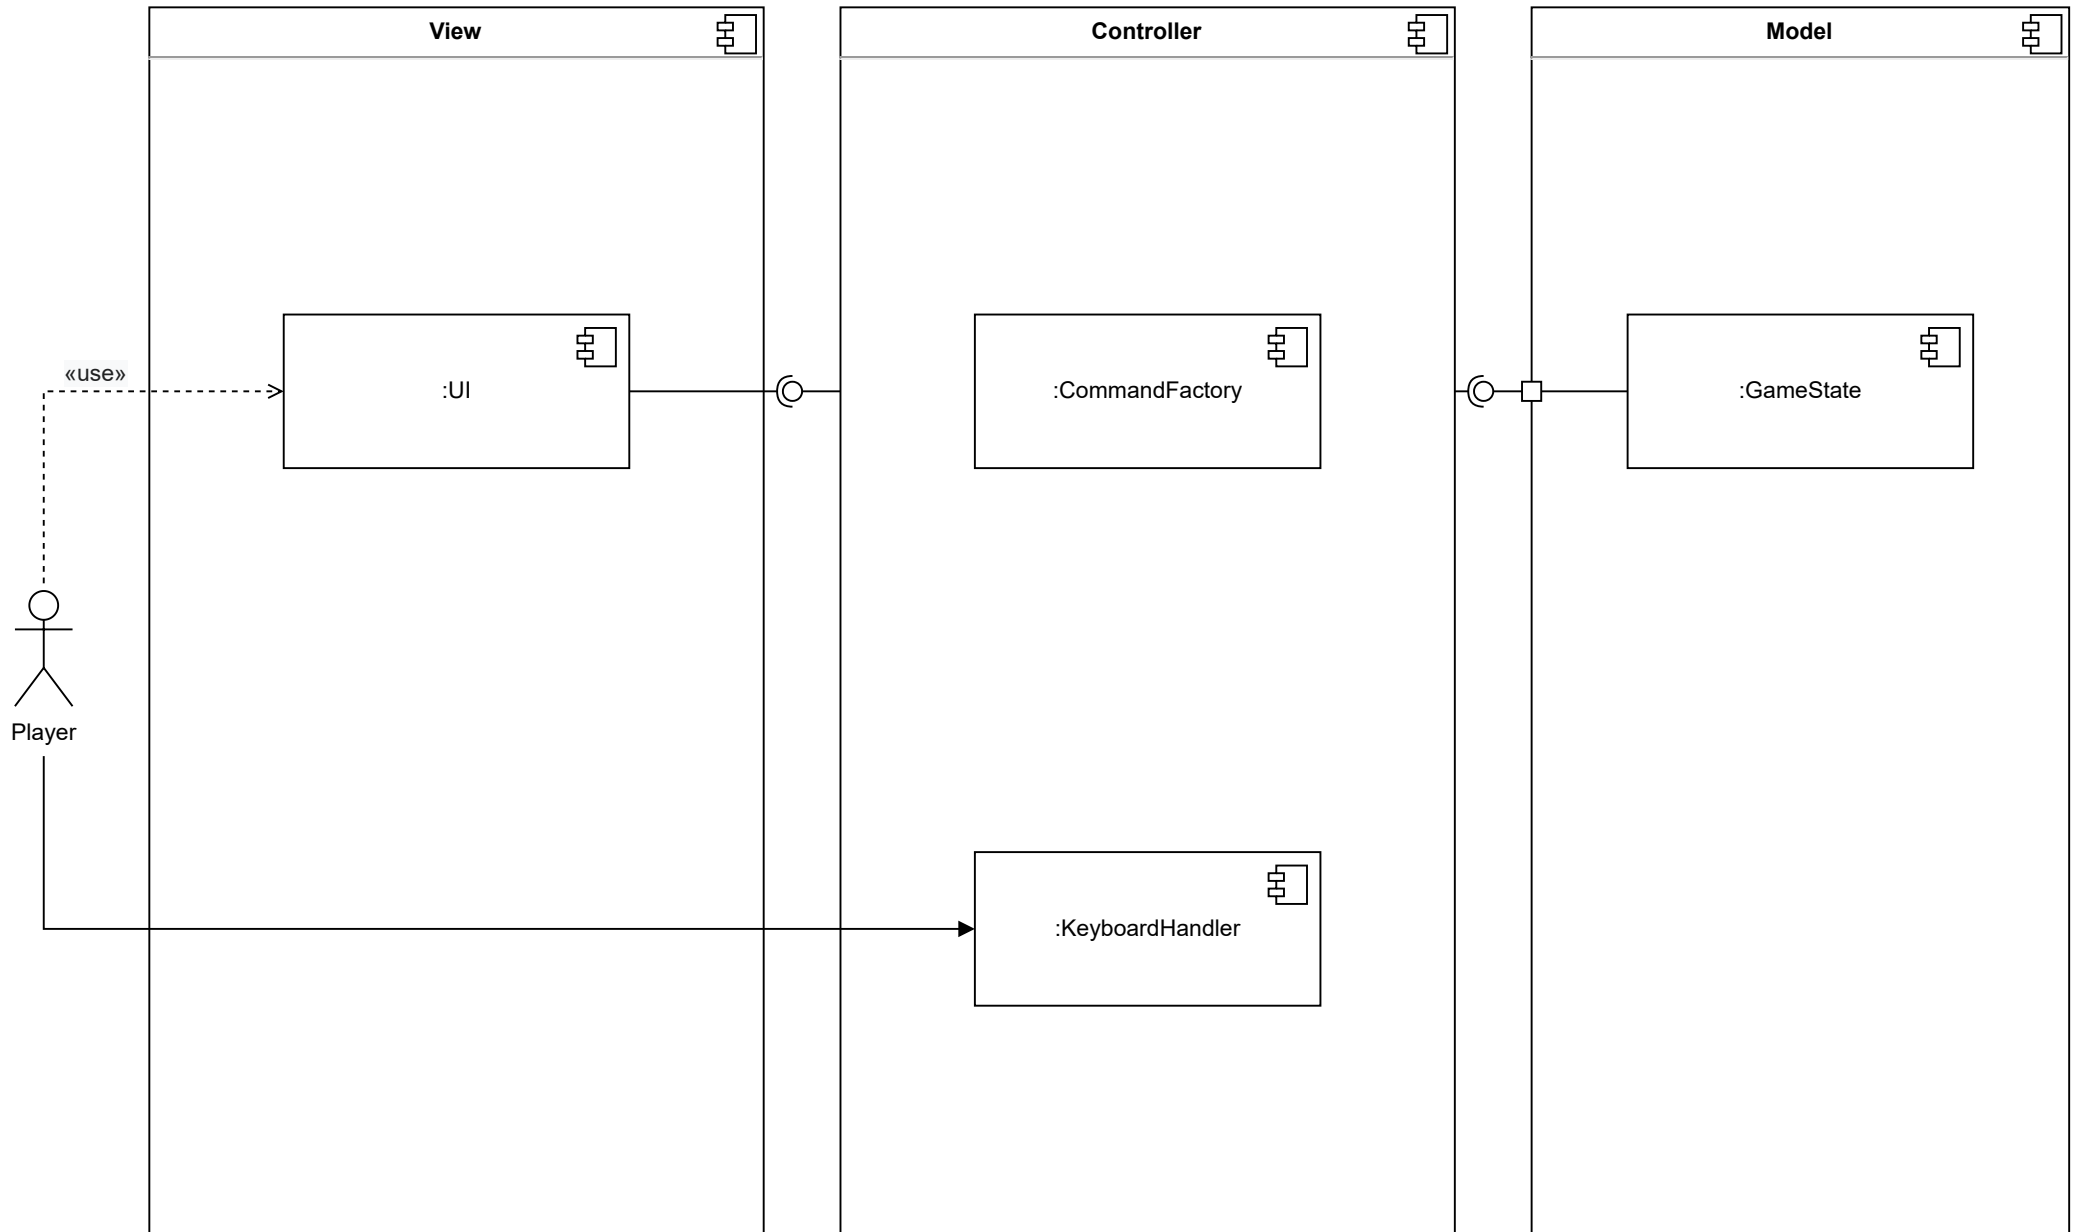 View
Controller
Model
«use»
:UI
:CommandFactory
:GameState
Player
:KeyboardHandler